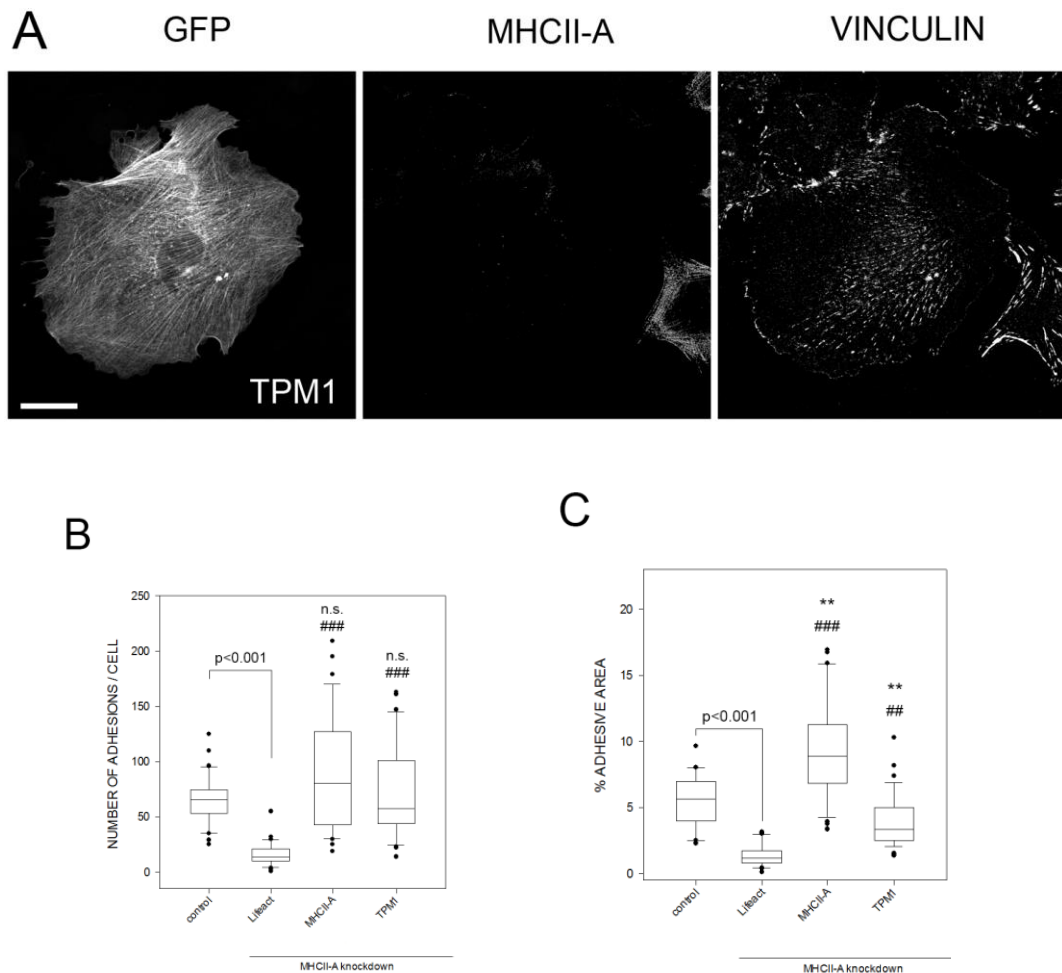 A
GFP MHCII-A VINCULIN
TPM1
B
NUMBER OF ADHESIONS / CELL
250
200
150
100
50
0
p<0.001
n.s.
###
n.s.
###
control Lifeact MHCII-A TPM1
MHCII-A knockdown
C
% ADHESIVE AREA
20
15
10
5
0
p<0.001
**
###
**
##
control Lifeact MHCII-A TPM1
MHCII-A knockdown